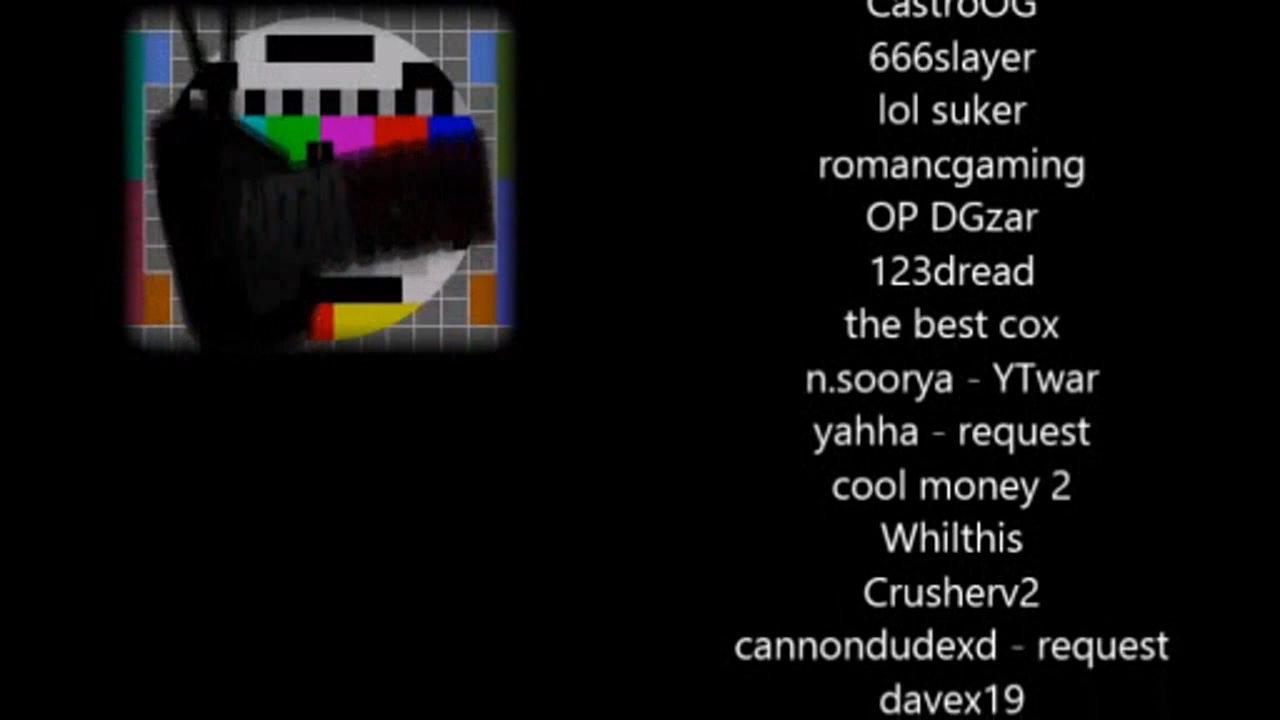 CastroOG
666slayer
lol suker
romancgaming
OP DGzar
123dread
the best cox
n.soorya - YTwar
yahha - request
cool money 2
Whilthis
Crusherv2
cannondudexd - request
davex19